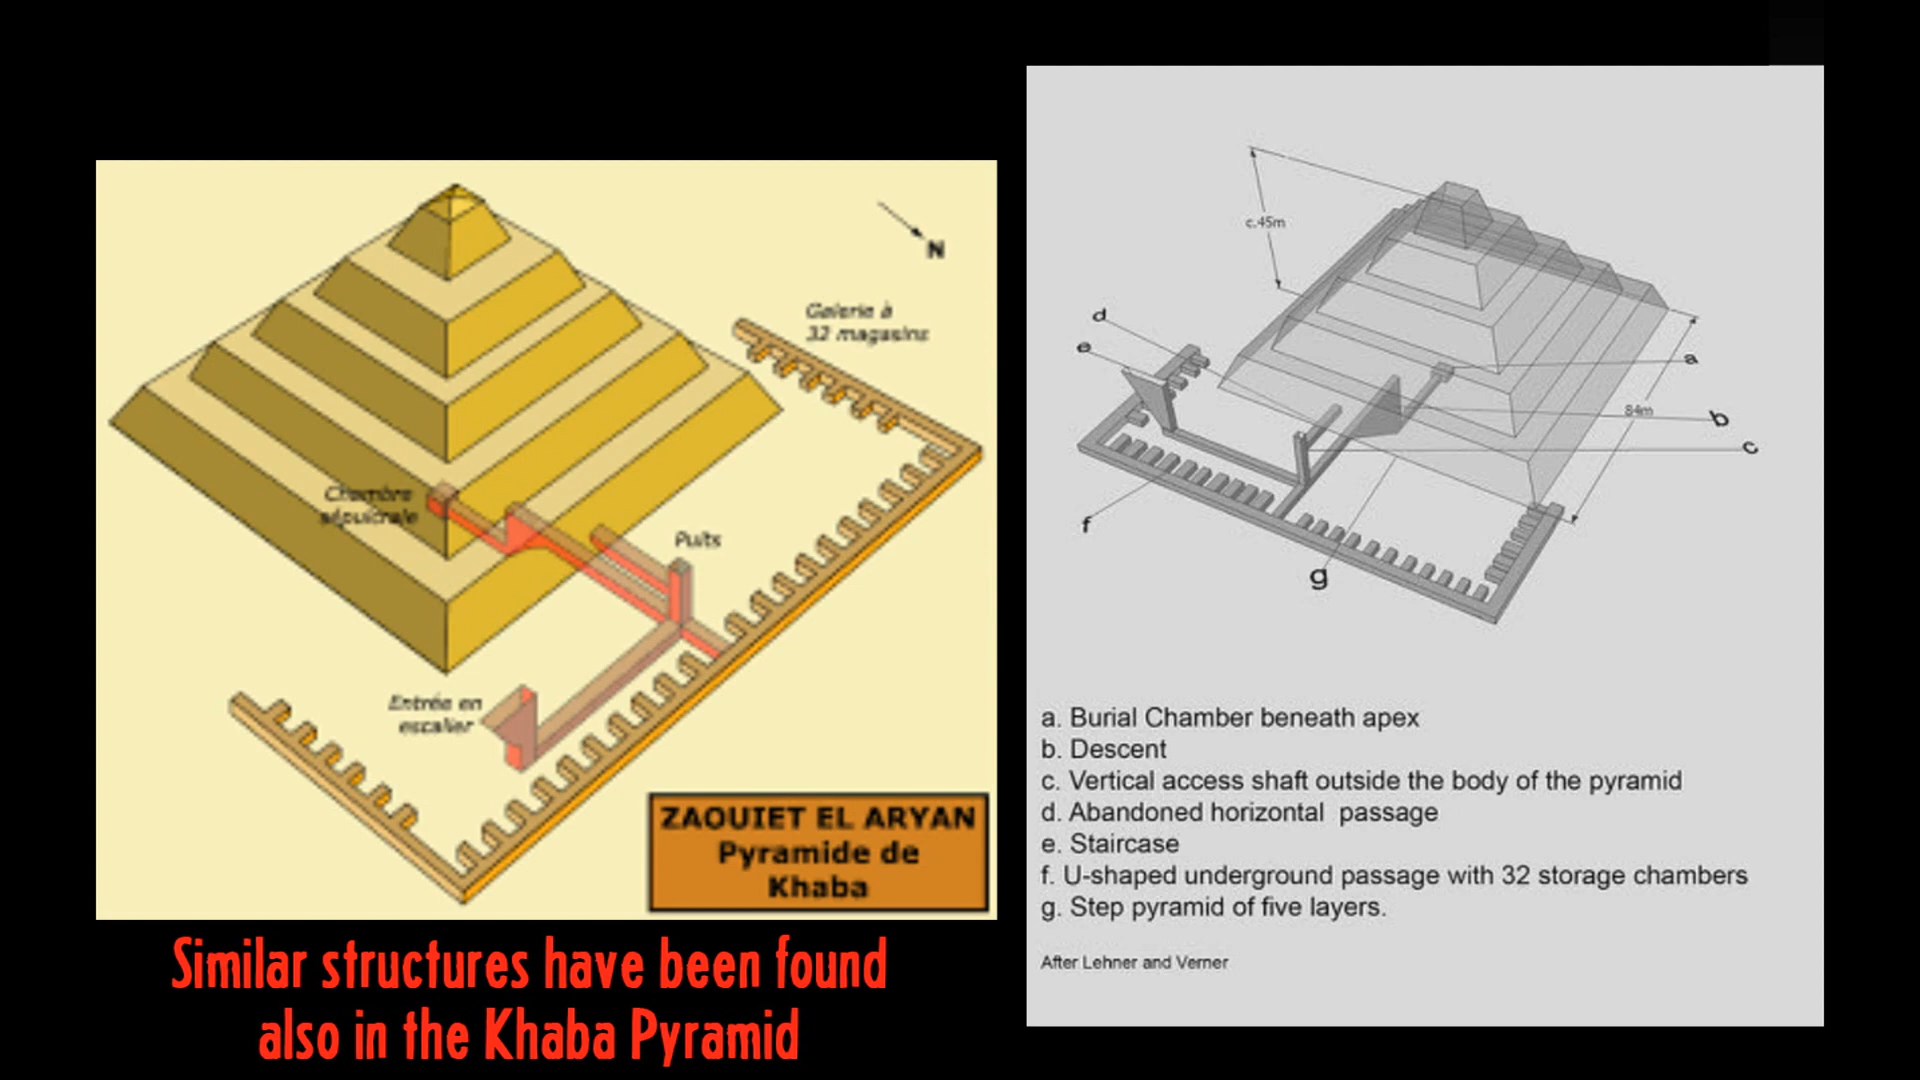 N
Galerie à
32 magasins
Chambre
sépulcrale
Puits
Entrée en
escalier
ZAOUIET EL ARYAN
Pyramide de
Khaba
Similar structures have been found
also in the Khaba Pyramid
c.45m
d
e
a
84m
b
c
f
g
a. Burial Chamber beneath apex
b. Descent
c. Vertical access shaft outside the body of the pyramid
d. Abandoned horizontal passage
e. Staircase
f. U-shaped underground passage with 32 storage chambers
g. Step pyramid of five layers.
After Lehner and Verner